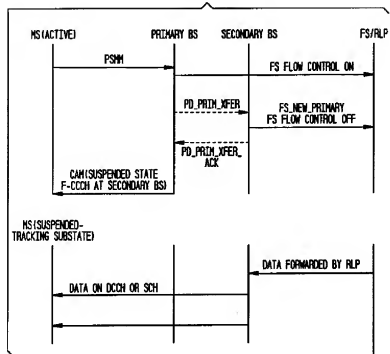 MS(ACTIVE)
PRIMARY BS
SECONDARY BS
FS/RLP
PSMM
FS FLOW CONTROL ON
PD_PRIM_XFER
FS_NEW_PRIMARY
FS FLOW CONTROL OFF
PD_PRIM_XFER_
ACK
CAM(SUSPENDED STATE
F-CCCH AT SECONDARY BS)
MS(SUSPENDED-
TRACKING SUBSTATE)
DATA FORWARDED BY RLP
DATA ON DCCH OR SCH